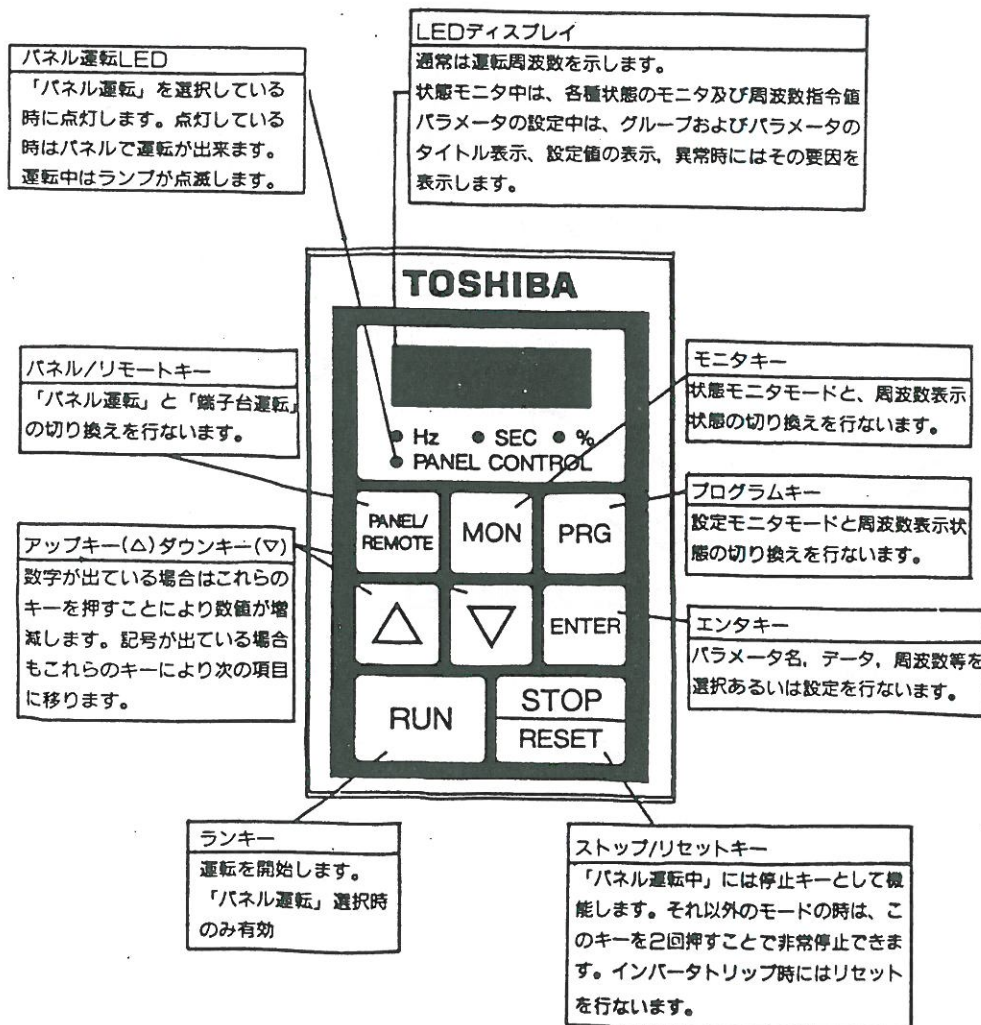 パネル運転LED
「パネル運転」を選択している
時に点灯します。点灯している
時はパネルで運転が出来ます。
運転中はランプが点滅します。
LEDディスプレイ
通常は運転周波数を示します。
状態モニタ中は、各種状態のモニタ及び周波数指令値
パラメータの設定中は、グループおよびパラメータの
タイトル表示、設定値の表示，異常時にはその要因を
表示します。
TOSHIBA
Hz SEC %
PANEL CONTROL
PANEL/
REMOTE
MON
PRG
△
▽
ENTER
RUN
STOP
RESET
パネル/リモートキー
「パネル運転」と「端子台運転」
の切り換えを行ないます。
アップキー(△)ダウンキー(▽)
数字が出ている場合はこれらの
キーを押すことにより数値が増
減します。記号が出ている場合
もこれらのキーにより次の項目
に移ります。
モニタキー
状態モニタモードと、周波数表示
状態の切り換えを行ないます。
プログラムキー
設定モニタモードと周波数表示状
態の切り換えを行ないます。
エンタキー
パラメータ名，データ，周波数等を
選択あるいは設定を行ないます。
ランキー
運転を開始します。
「パネル運転」選択時
のみ有効
ストップ/リセットキー
「パネル運転中」には停止キーとして機
能します。それ以外のモードの時は、こ
のキーを2回押すことで非常停止できま
す。インバータトリップ時にはリセット
を行ないます。